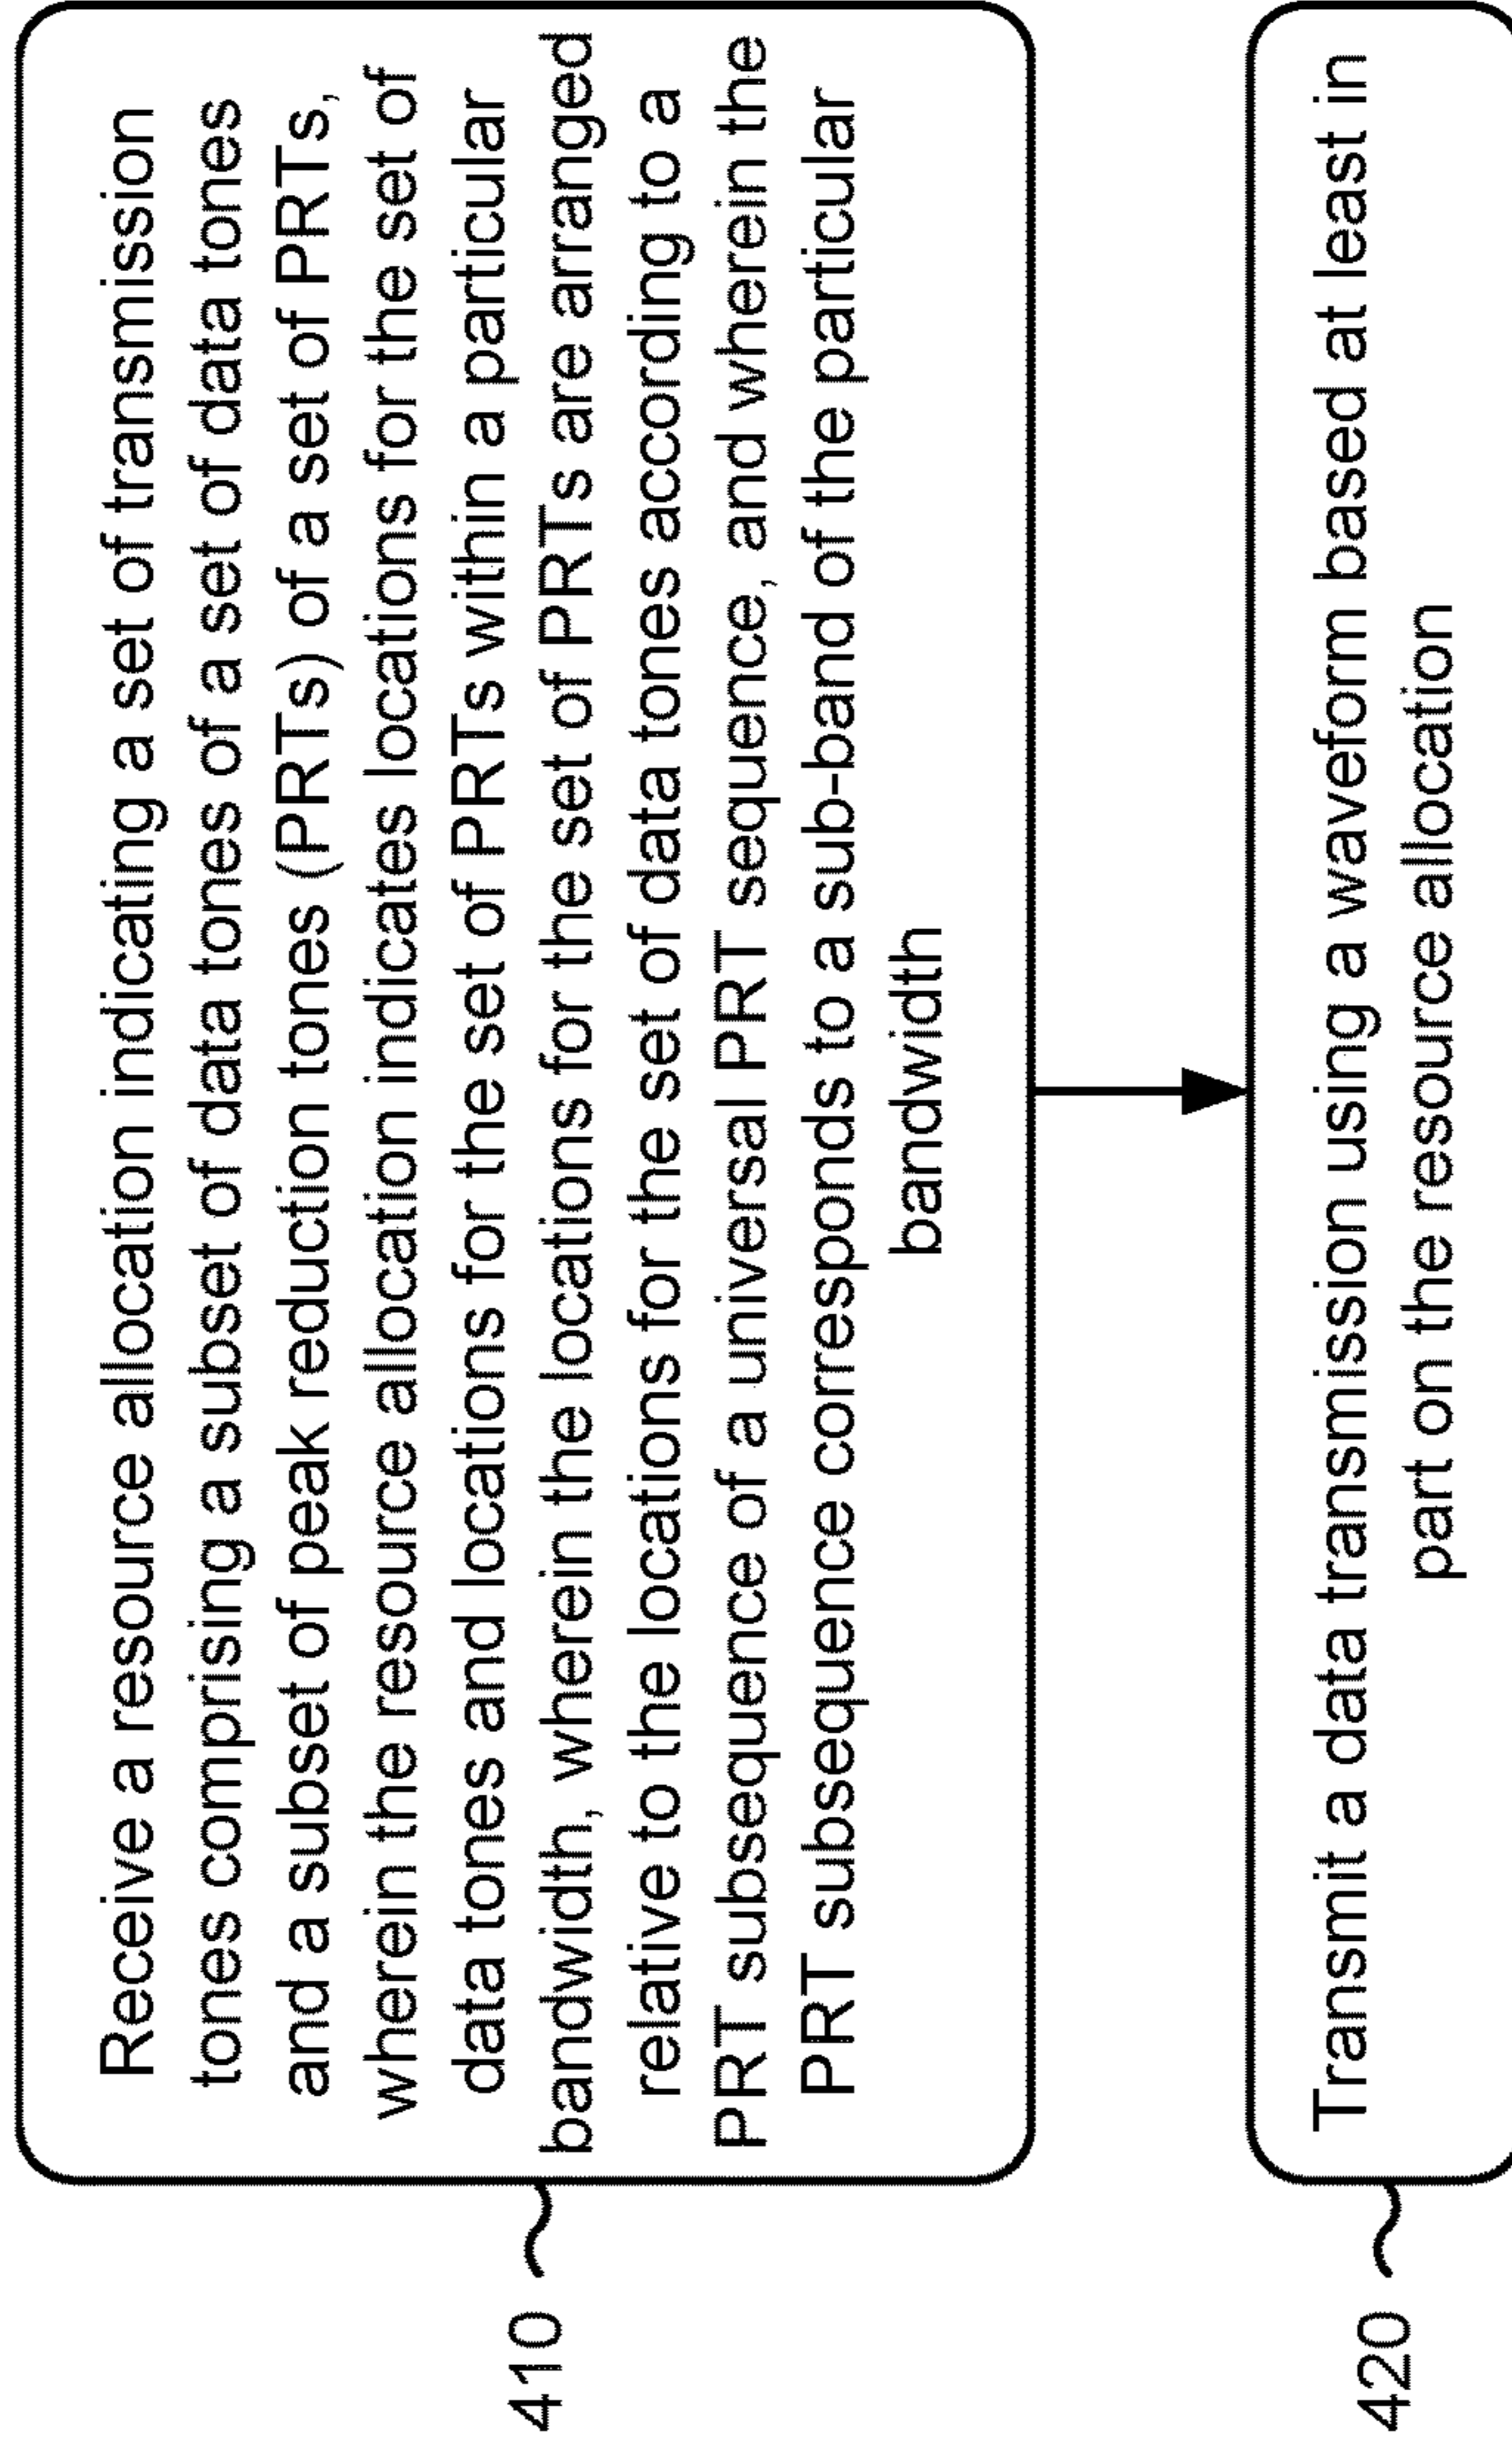 Receive a resource allocation indicating a set of transmission
tones comprising a subset of data tones of a set of data tones
and a subset of peak reduction tones (PRTs) of a set of PRTs,
wherein the resource allocation indicates locations for the set of
data tones and locations for the set of PRTs within a particular
bandwidth, wherein the locations for the set of PRTs are arranged
relative to the locations for the set of data tones according to a
PRT subsequence of a universal PRT sequence, and wherein the
PRT subsequence corresponds to a sub-band of the particular
bandwidth
410
Transmit a data transmission using a waveform based at least in
part on the resource allocation
420